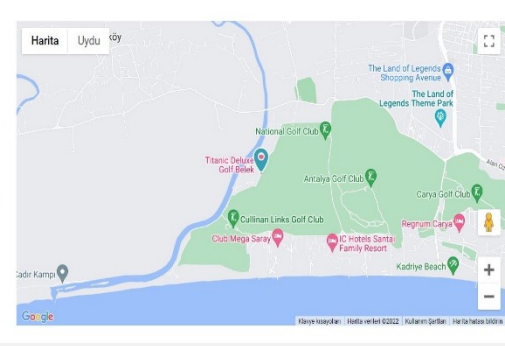 Harita Uydu köy
The Land of Legends
Shopping Avenue
The Land of
Legends Theme Park
National Golf Club
Titanic Deluxe
Golf Belek
Antalya Golf Club
Carya Golf Club
Cullinan Links Golf Club
Regnum Carya
Club Mega Saray
IC Hotels Santai
Family Resort
Kadriye Beach
Çadır Kampı
+
−
Google
Klavye kısayolları Harita verileri ©2022 Kullanım Şartları Harita hatası bildirin